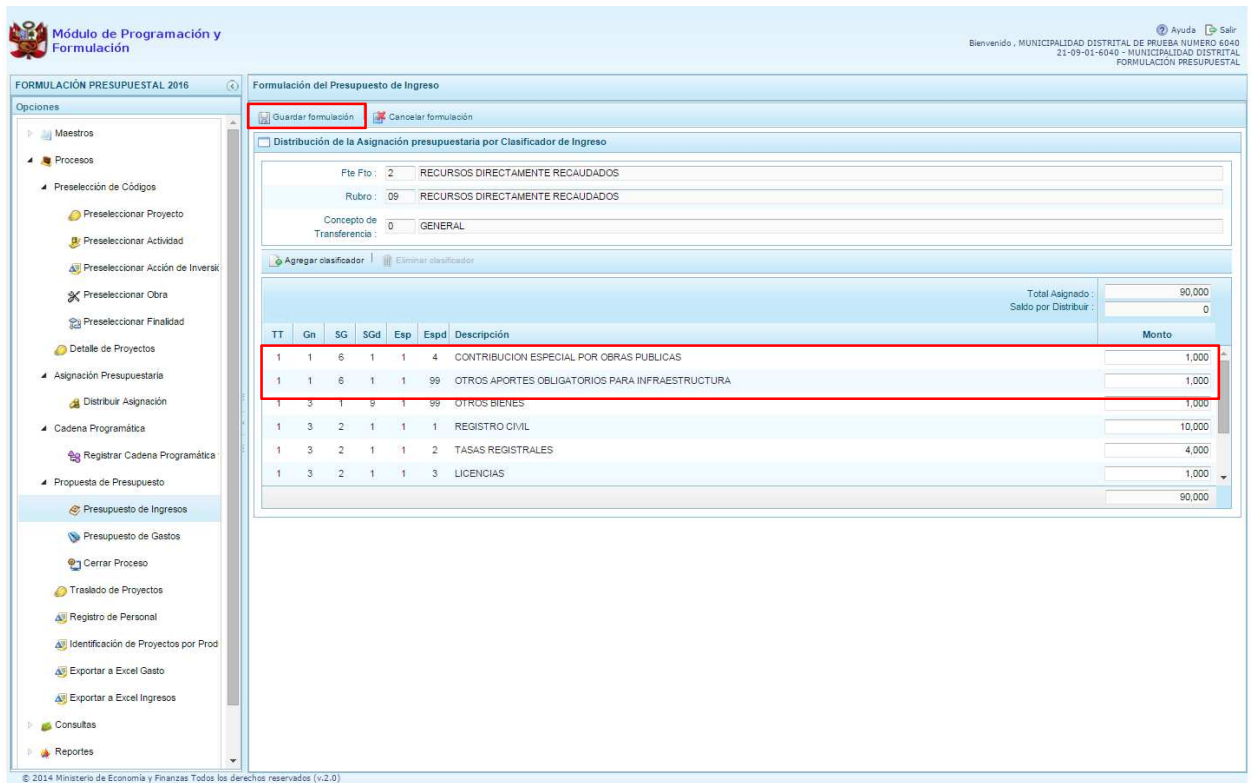 Módulo de Programación y
Formulación
Ayuda Salir
Bienvenido , MUNICIPALIDAD DISTRITAL DE PRUEBA NUMERO 6040
21-09-01-6040 - MUNICIPALIDAD DISTRITAL
FORMULACIÓN PRESUPUESTAL
FORMULACIÓN PRESUPUESTAL 2016
Opciones
Maestros
Procesos
Preselección de Códigos
Preseleccionar Proyecto
Preseleccionar Actividad
Preseleccionar Acción de Inversió
Preseleccionar Obra
Preseleccionar Finalidad
Detalle de Proyectos
Asignación Presupuestaria
Distribuir Asignación
Cadena Programática
Registrar Cadena Programática
Propuesta de Presupuesto
Presupuesto de Ingresos
Presupuesto de Gastos
Cerrar Proceso
Traslado de Proyectos
Registro de Personal
Identificación de Proyectos por Prod
Exportar a Excel Gasto
Exportar a Excel Ingresos
Consultas
Reportes
Formulación del Presupuesto de Ingreso
Guardar formulación Cancelar formulación
Distribución de la Asignación presupuestaria por Clasificador de Ingreso
Fte Fto : 2 RECURSOS DIRECTAMENTE RECAUDADOS
Rubro : 09 RECURSOS DIRECTAMENTE RECAUDADOS
Concepto de
Transferencia : 0 GENERAL
Agregar clasificador Eliminar clasificador
Total Asignado : 90,000
Saldo por Distribuir : 0
TT Gn SG SGd Esp Espd Descripción Monto
1 1 6 1 1 4 CONTRIBUCION ESPECIAL POR OBRAS PUBLICAS 1,000
1 1 6 1 1 99 OTROS APORTES OBLIGATORIOS PARA INFRAESTRUCTURA 1,000
1 3 1 9 1 99 OTROS BIENES 1,000
1 3 2 1 1 1 REGISTRO CIVIL 10,000
1 3 2 1 1 2 TASAS REGISTRALES 4,000
1 3 2 1 1 3 LICENCIAS 1,000
90,000
© 2014 Ministerio de Economía y Finanzas Todos los derechos reservados (v.2.0)